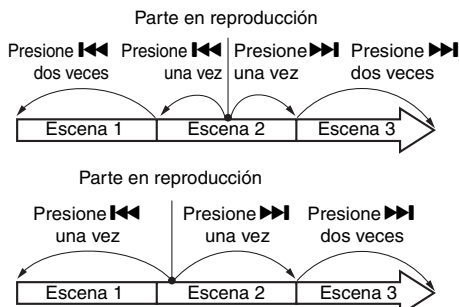 Parte en reproducción
Presione ⏮ Presione ⏮ Presione ⏭ Presione ⏭
dos veces una vez una vez dos veces
Escena 1 Escena 2 Escena 3
Parte en reproducción
Presione ⏮ Presione ⏭ Presione ⏭
una vez una vez dos veces
Escena 1 Escena 2 Escena 3